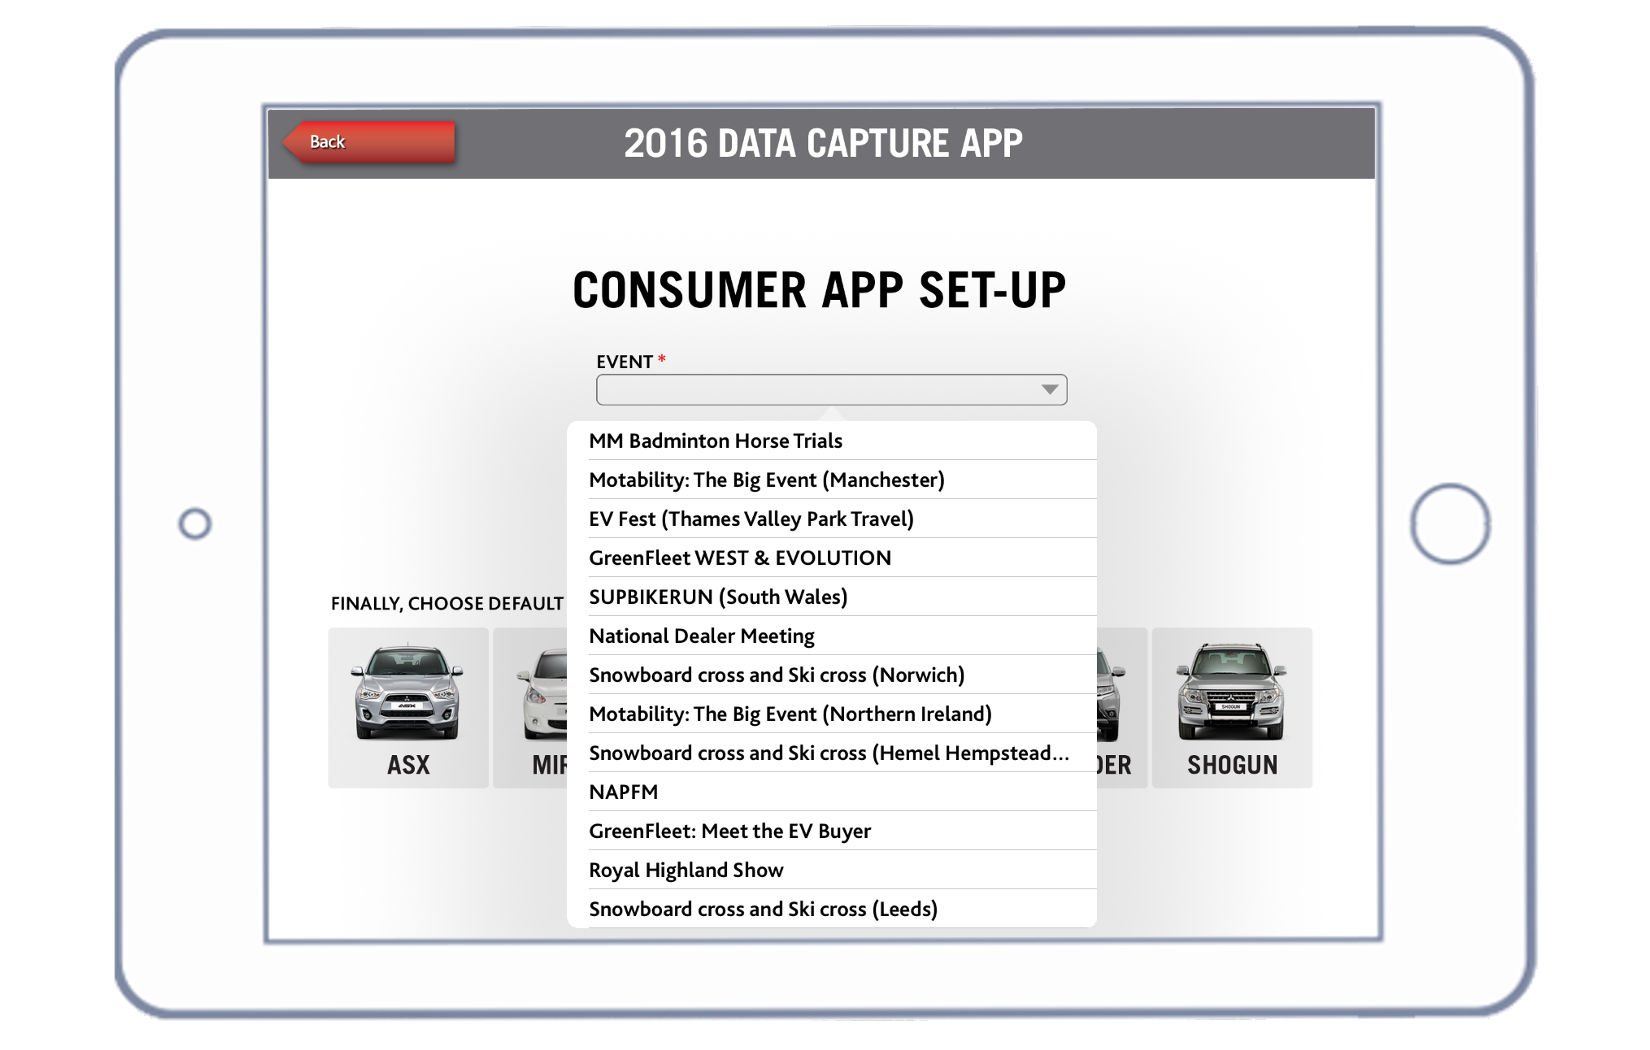 Back
2016 DATA CAPTURE APP
CONSUMER APP SET-UP
EVENT *
MM Badminton Horse Trials
Motability: The Big Event (Manchester)
EV Fest (Thames Valley Park Travel)
GreenFleet WEST & EVOLUTION
SUPBIKERUN (South Wales)
National Dealer Meeting
Snowboard cross and Ski cross (Norwich)
Motability: The Big Event (Northern Ireland)
Snowboard cross and Ski cross (Hemel Hempstead...
NAPFM
GreenFleet: Meet the EV Buyer
Royal Highland Show
Snowboard cross and Ski cross (Leeds)
FINALLY, CHOOSE DEFAULT
ASX
SHOGUN
ASX
MIR
DER
SHOGUN